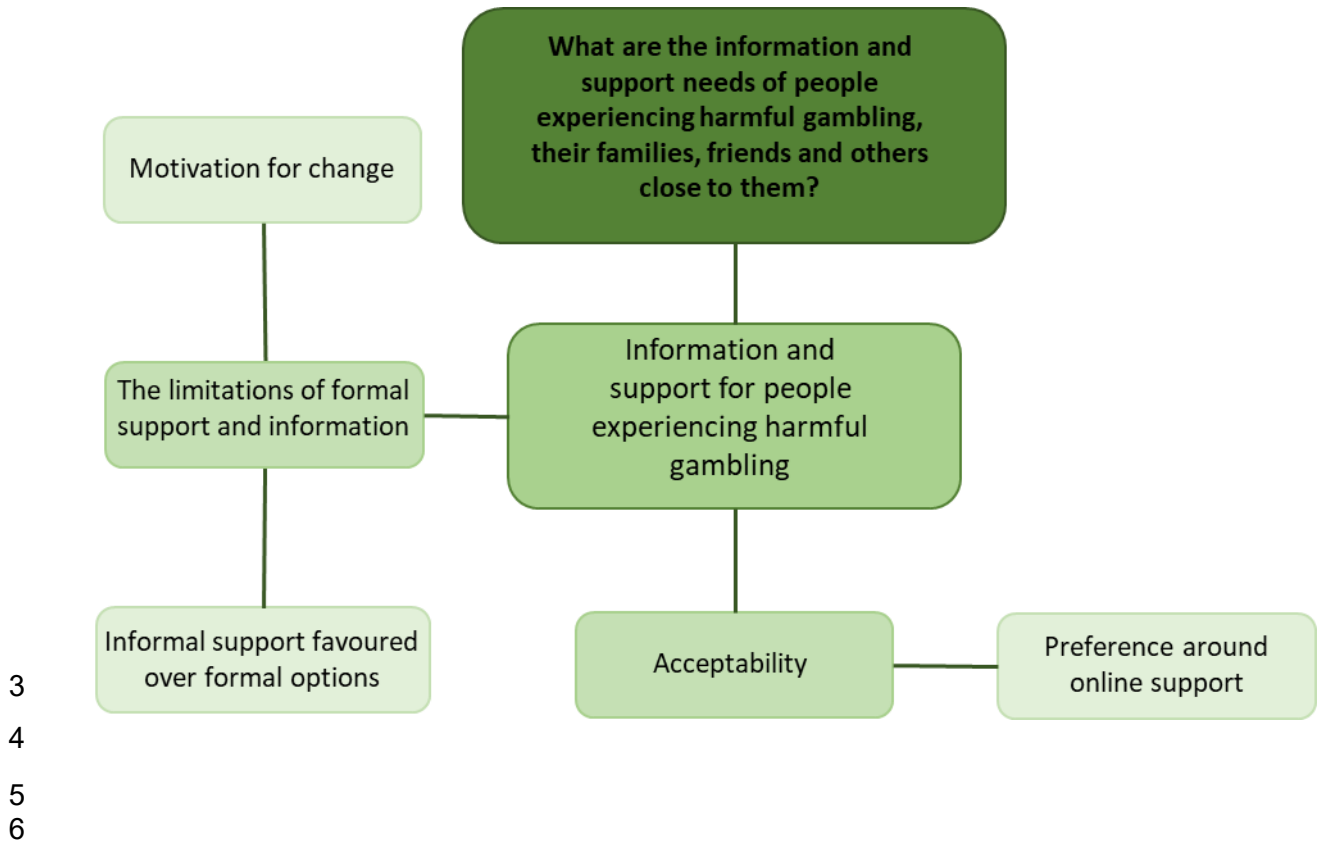 What are the information and
support needs of people
experiencing harmful gambling,
their families, friends and others
close to them?
Motivation for change
Information and
support for people
experiencing harmful
gambling
The limitations of formal
support and information
Informal support favoured
over formal options
Acceptability
Preference around
online support
3
4
5
6